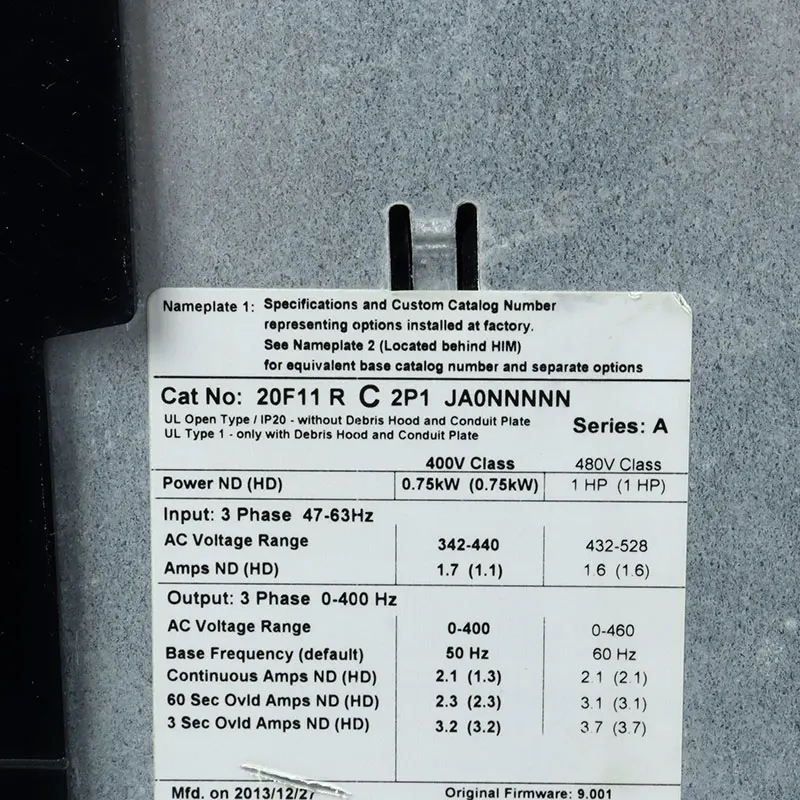 Nameplate 1: Specifications and Custom Catalog Number
representing options installed at factory.
See Nameplate 2 (Located behind HIM)
for equivalent base catalog number and separate options
Cat No: 20F11 R C 2P1 JA0NNNNN
UL Open Type / IP20 - without Debris Hood and Conduit Plate
UL Type 1 - only with Debris Hood and Conduit Plate
Series: A
400V Class 480V Class
Power ND (HD) 0.75kW (0.75kW) 1 HP (1 HP)
Input: 3 Phase 47-63Hz
AC Voltage Range 342-440 432-528
Amps ND (HD) 1.7 (1.1) 1.6 (1.6)
Output: 3 Phase 0-400 Hz
AC Voltage Range 0-400 0-460
Base Frequency (default) 50 Hz 60 Hz
Continuous Amps ND (HD) 2.1 (1.3) 2.1 (2.1)
60 Sec Ovld Amps ND (HD) 2.3 (2.3) 3.1 (3.1)
3 Sec Ovld Amps ND (HD) 3.2 (3.2) 3.7 (3.7)
Mfd. on 2013/12/27 Original Firmware: 9.001